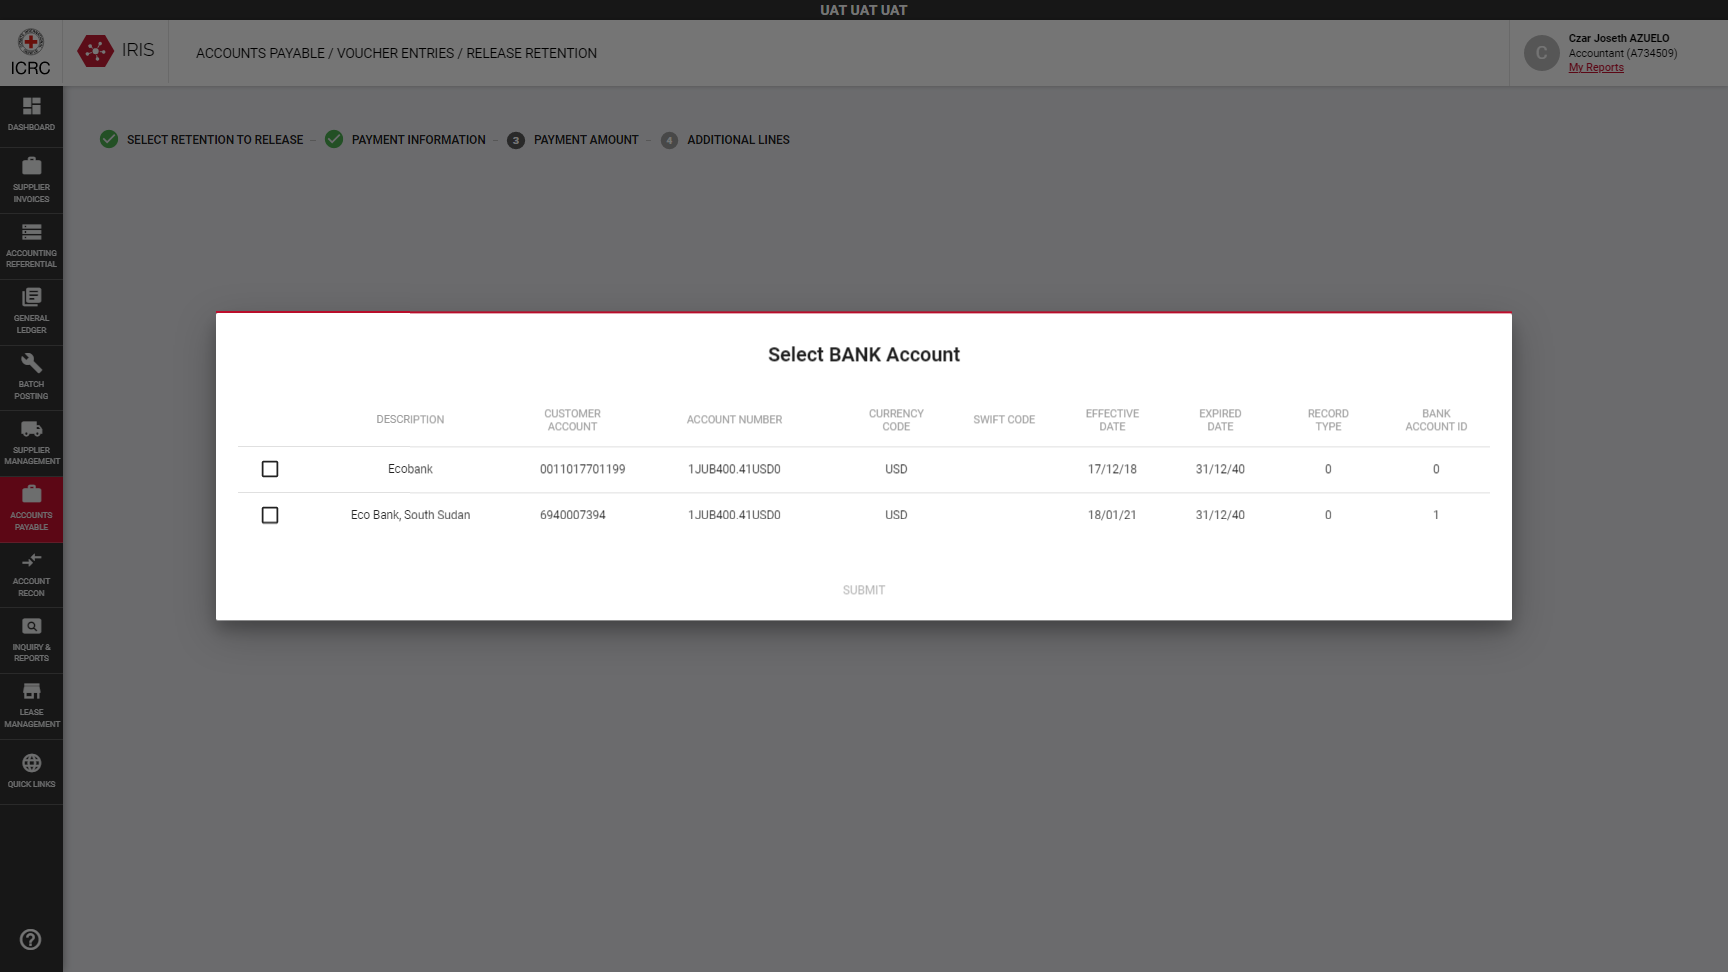 UAT UAT UAT
ICRC
IRIS
ACCOUNTS PAYABLE / VOUCHER ENTRIES / RELEASE RETENTION
C
Czar Joseth AZUELO
Accountant (A734509)
My Reports
DASHBOARD
SUPPLIER
INVOICES
ACCOUNTING
REFERENTIAL
GENERAL
LEDGER
BATCH
POSTING
SUPPLIER
MANAGEMENT
ACCOUNTS
PAYABLE
ACCOUNT
RECON
INQUIRY &
REPORTS
LEASE
MANAGEMENT
QUICK LINKS
SELECT RETENTION TO RELEASE – PAYMENT INFORMATION – 3 PAYMENT AMOUNT – 4 ADDITIONAL LINES
Select BANK Account
DESCRIPTION CUSTOMER ACCOUNT ACCOUNT NUMBER CURRENCY CODE SWIFT CODE EFFECTIVE DATE EXPIRED DATE RECORD TYPE BANK ACCOUNT ID
Ecobank 0011017701199 1JUB400.41USD0 USD 17/12/18 31/12/40 0 0
Eco Bank, South Sudan 6940007394 1JUB400.41USD0 USD 18/01/21 31/12/40 0 1
SUBMIT